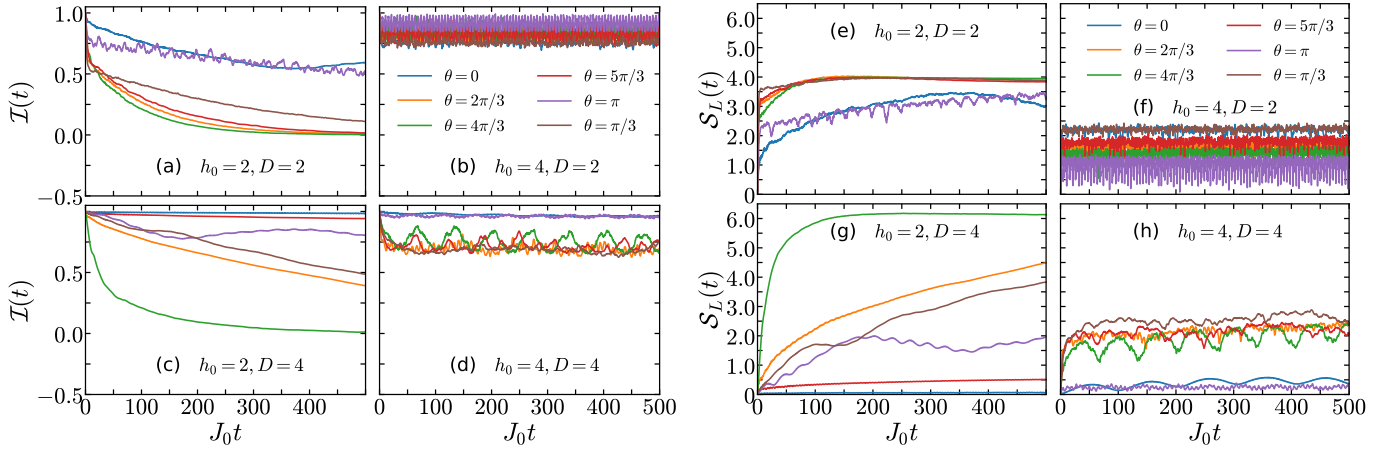 1.0
0.5
0.0
−0.5
I(t)
(a) h₀ = 2, D = 2
θ = 0
θ = 2π/3
θ = 4π/3
θ = 5π/3
θ = π
θ = π/3
(b) h₀ = 4, D = 2
0.5
0.0
−0.5
I(t)
(c) h₀ = 2, D = 4
0 100 200 300 400
J₀t
(d) h₀ = 4, D = 4
0 100 200 300 400 500
J₀t
6.0
5.0
4.0
3.0
2.0
1.0
0
S_L(t)
(e) h₀ = 2, D = 2
θ = 0
θ = 2π/3
θ = 4π/3
θ = 5π/3
θ = π
θ = π/3
(f) h₀ = 4, D = 2
6.0
5.0
4.0
3.0
2.0
1.0
0
S_L(t)
(g) h₀ = 2, D = 4
0 100 200 300 400
J₀t
(h) h₀ = 4, D = 4
0 100 200 300 400 500
J₀t